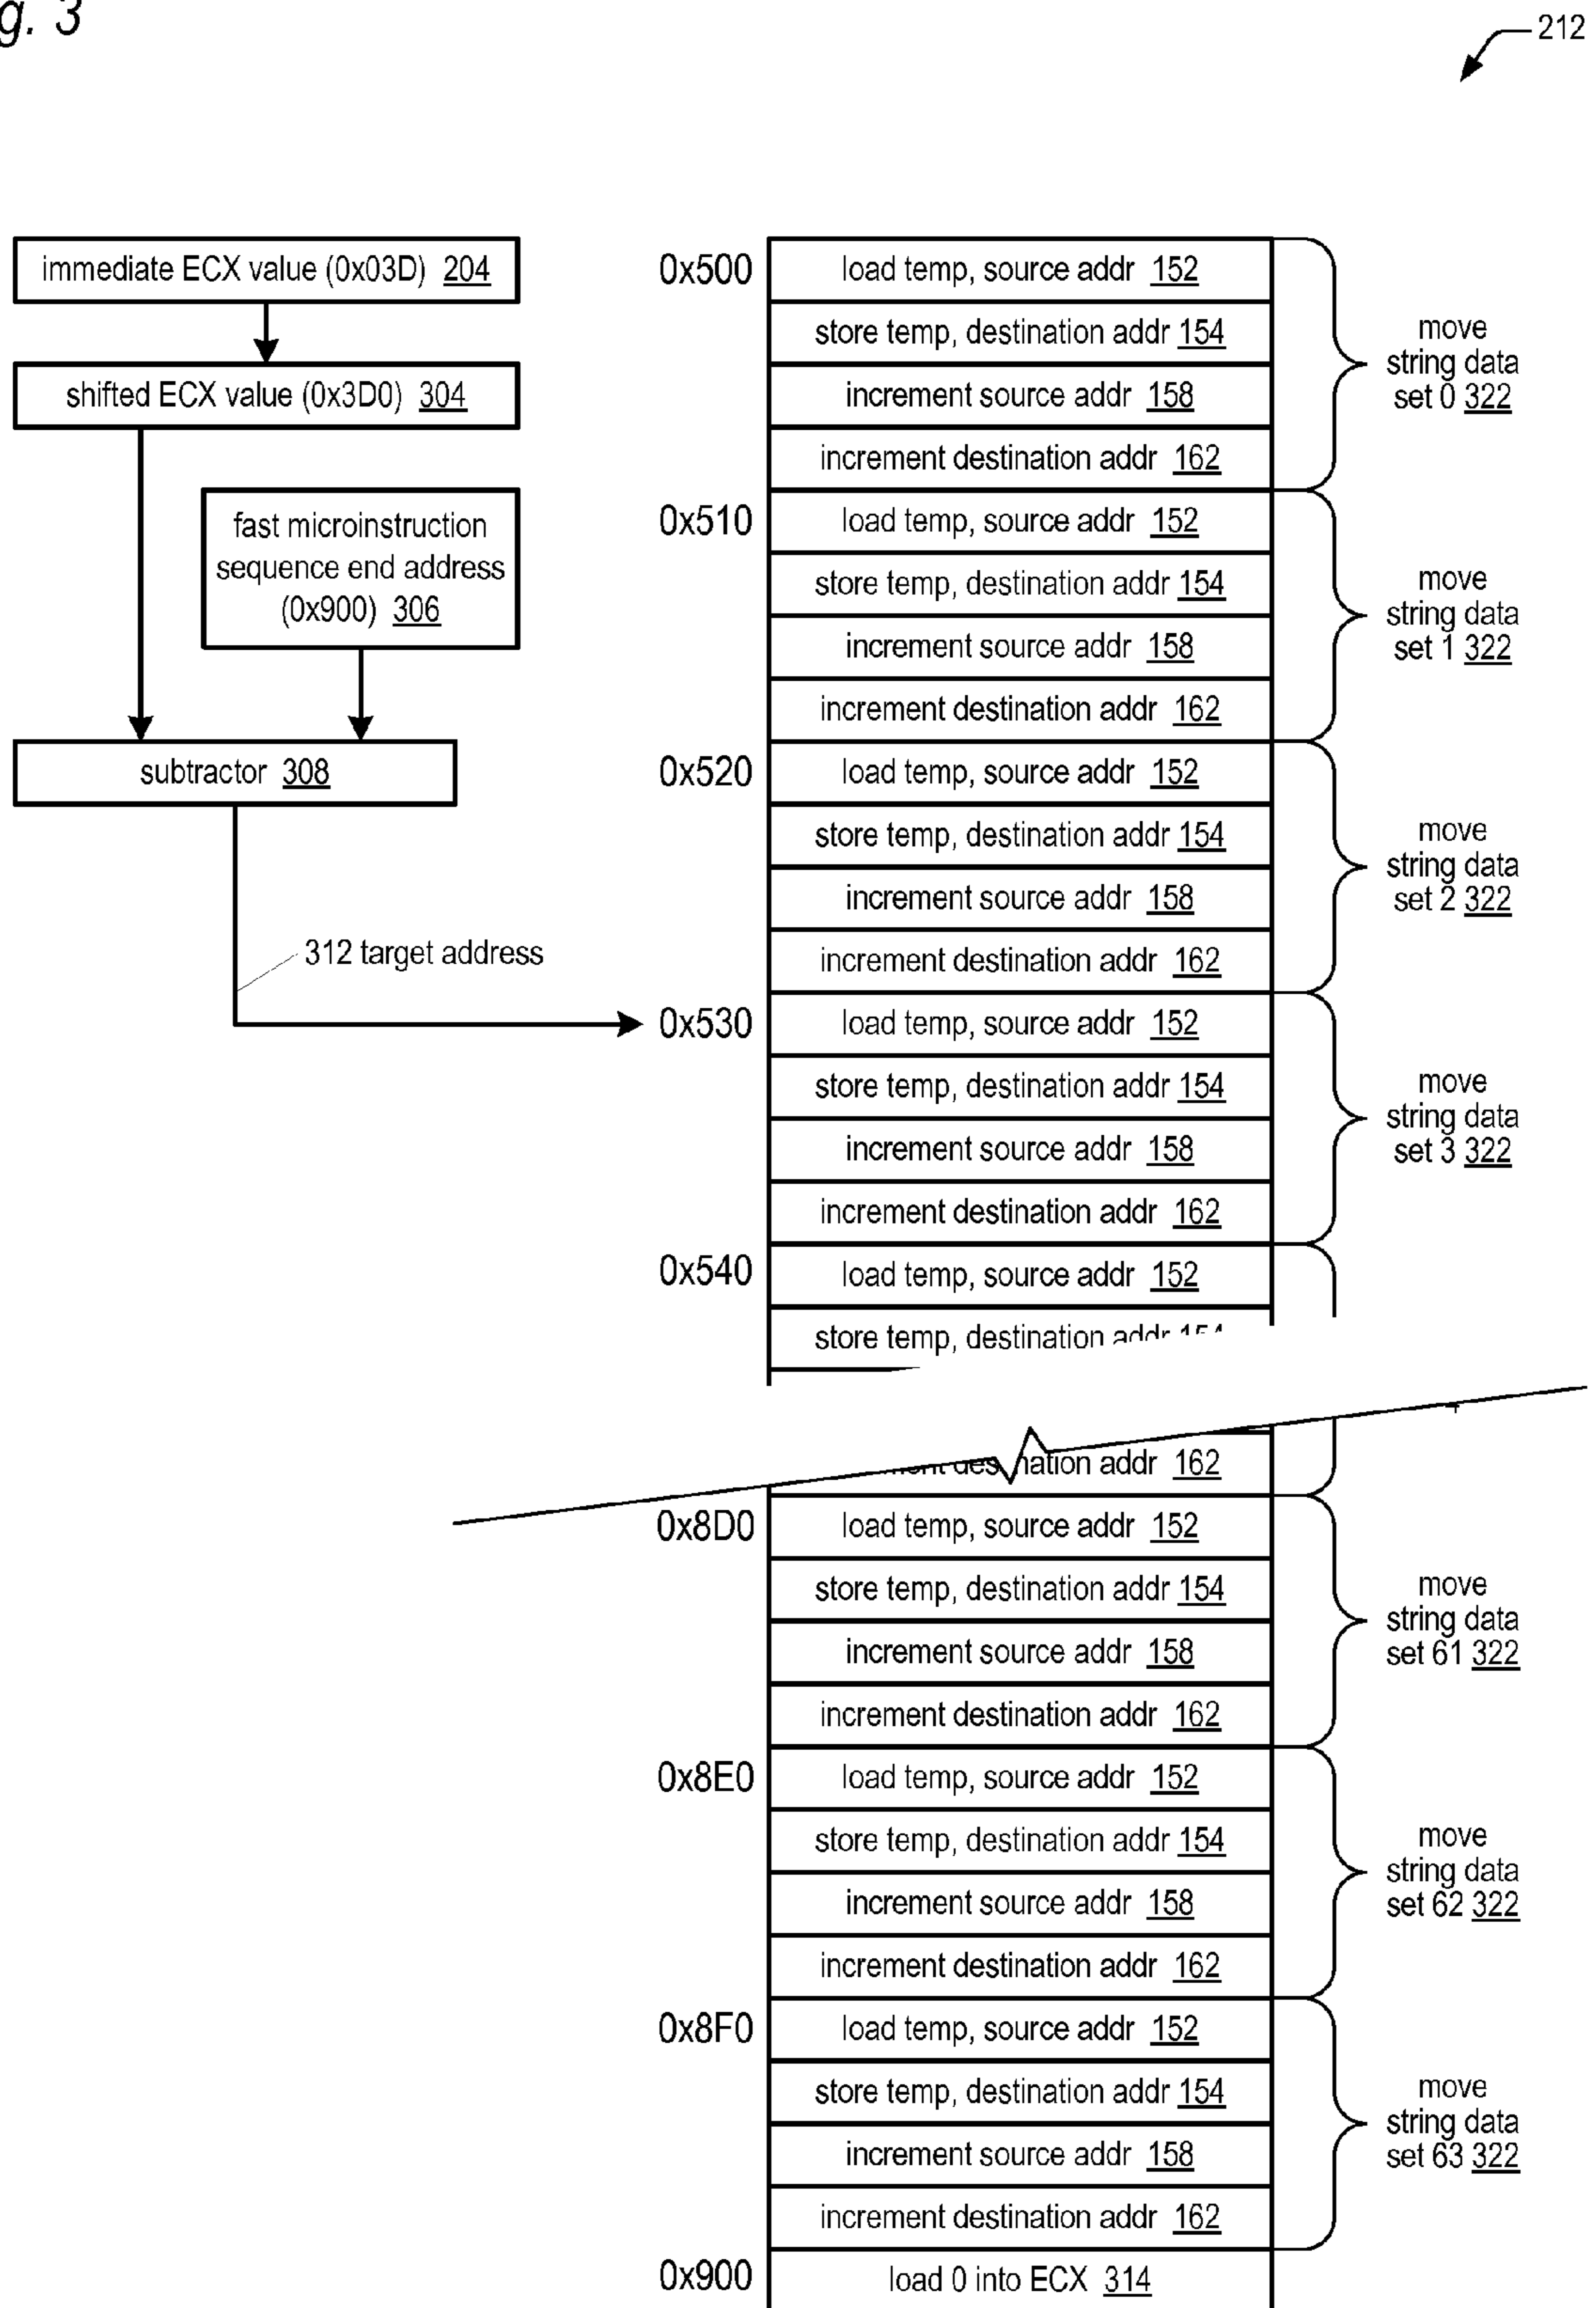 g. 3
212
immediate ECX value (0x03D) 204
shifted ECX value (0x3D0) 304
fast microinstruction
sequence end address
(0x900) 306
subtractor 308
312 target address
0x500
load temp, source addr 152
store temp, destination addr 154
increment source addr 158
increment destination addr 162
move
string data
set 0 322
0x510
load temp, source addr 152
store temp, destination addr 154
increment source addr 158
increment destination addr 162
move
string data
set 1 322
0x520
load temp, source addr 152
store temp, destination addr 154
increment source addr 158
increment destination addr 162
move
string data
set 2 322
0x530
load temp, source addr 152
store temp, destination addr 154
increment source addr 158
increment destination addr 162
move
string data
set 3 322
0x540
load temp, source addr 152
store temp, destination addr 154
addr 162
0x8D0
load temp, source addr 152
store temp, destination addr 154
increment source addr 158
increment destination addr 162
move
string data
set 61 322
0x8E0
load temp, source addr 152
store temp, destination addr 154
increment source addr 158
increment destination addr 162
move
string data
set 62 322
0x8F0
load temp, source addr 152
store temp, destination addr 154
increment source addr 158
increment destination addr 162
move
string data
set 63 322
0x900
load 0 into ECX 314